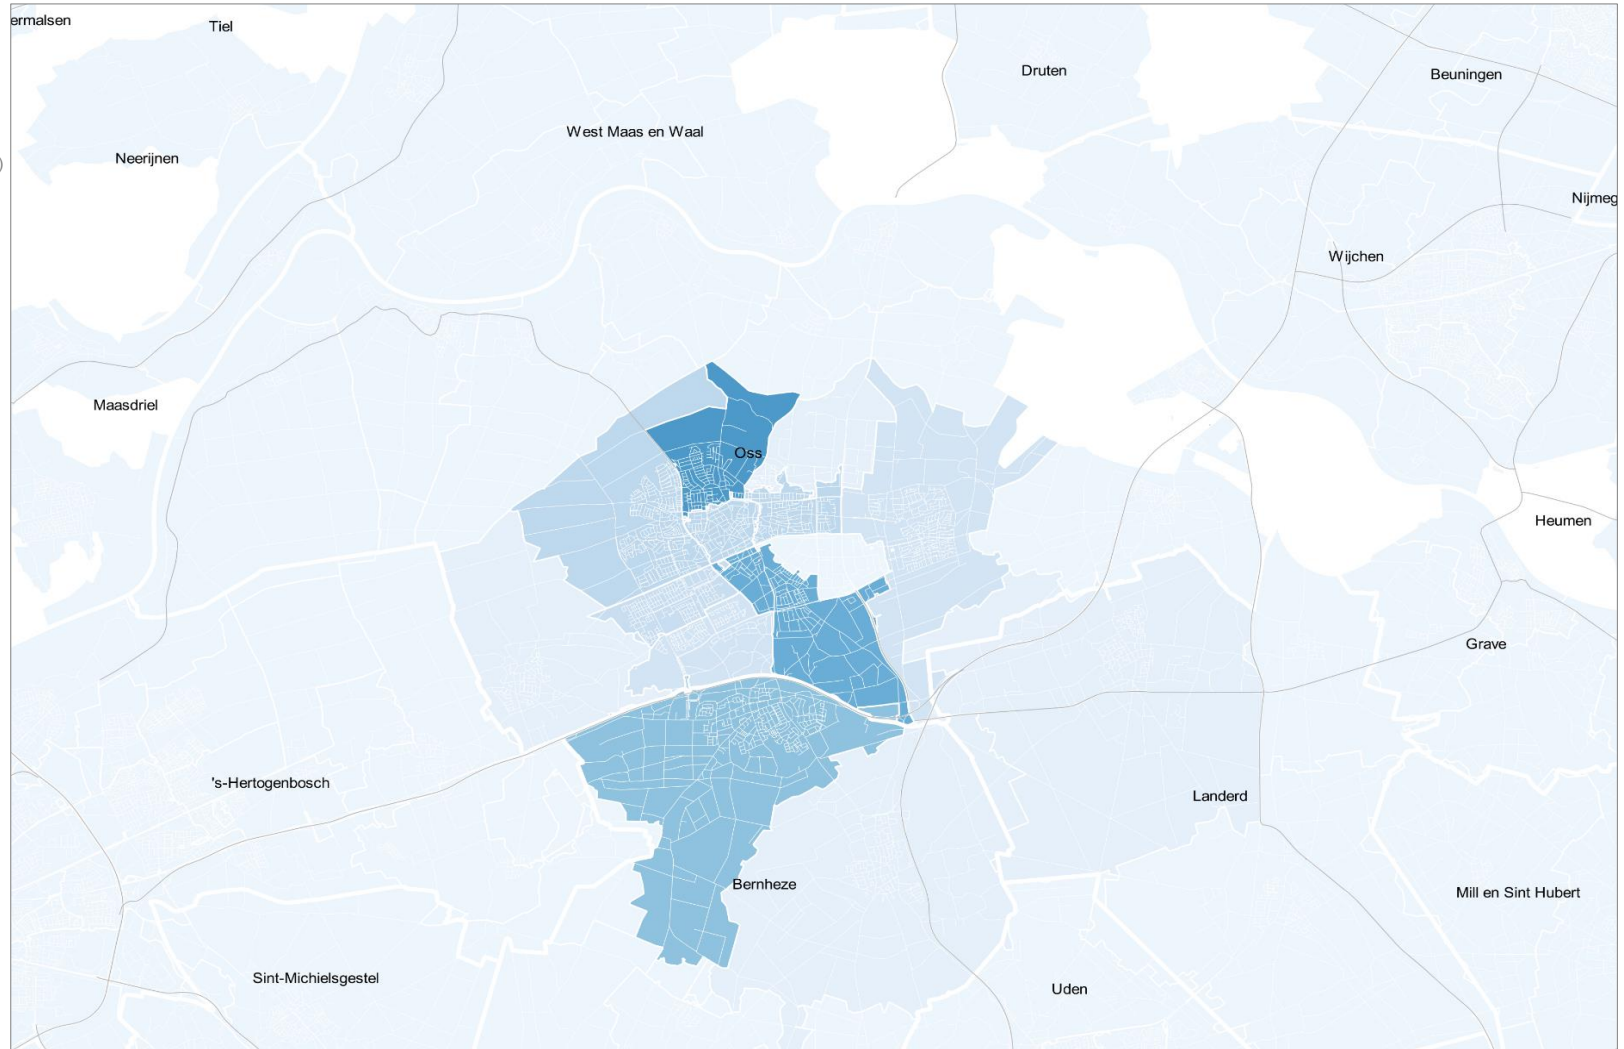 ermalsen
Tiel
Druten
Beuningen
West Maas en Waal
Neerijnen
)
Nijmeg
Wijchen
Maasdriel
Oss
Heumen
Grave
's-Hertogenbosch
Landerd
Bernheze
Mill en Sint Hubert
Sint-Michielsgestel
Uden